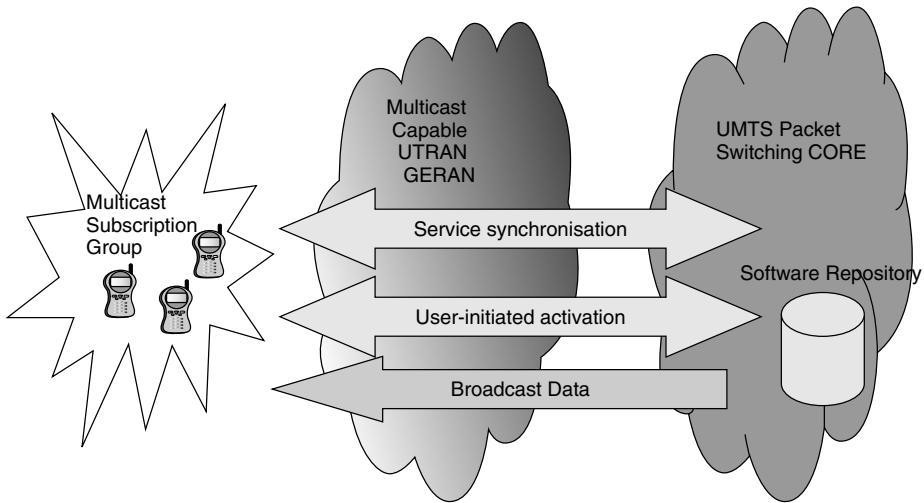 Multicast
Subscription
Group
Multicast
Capable
UTRAN
GERAN
UMTS Packet
Switching CORE
Service synchronisation
Software Repository
User-initiated activation
Broadcast Data